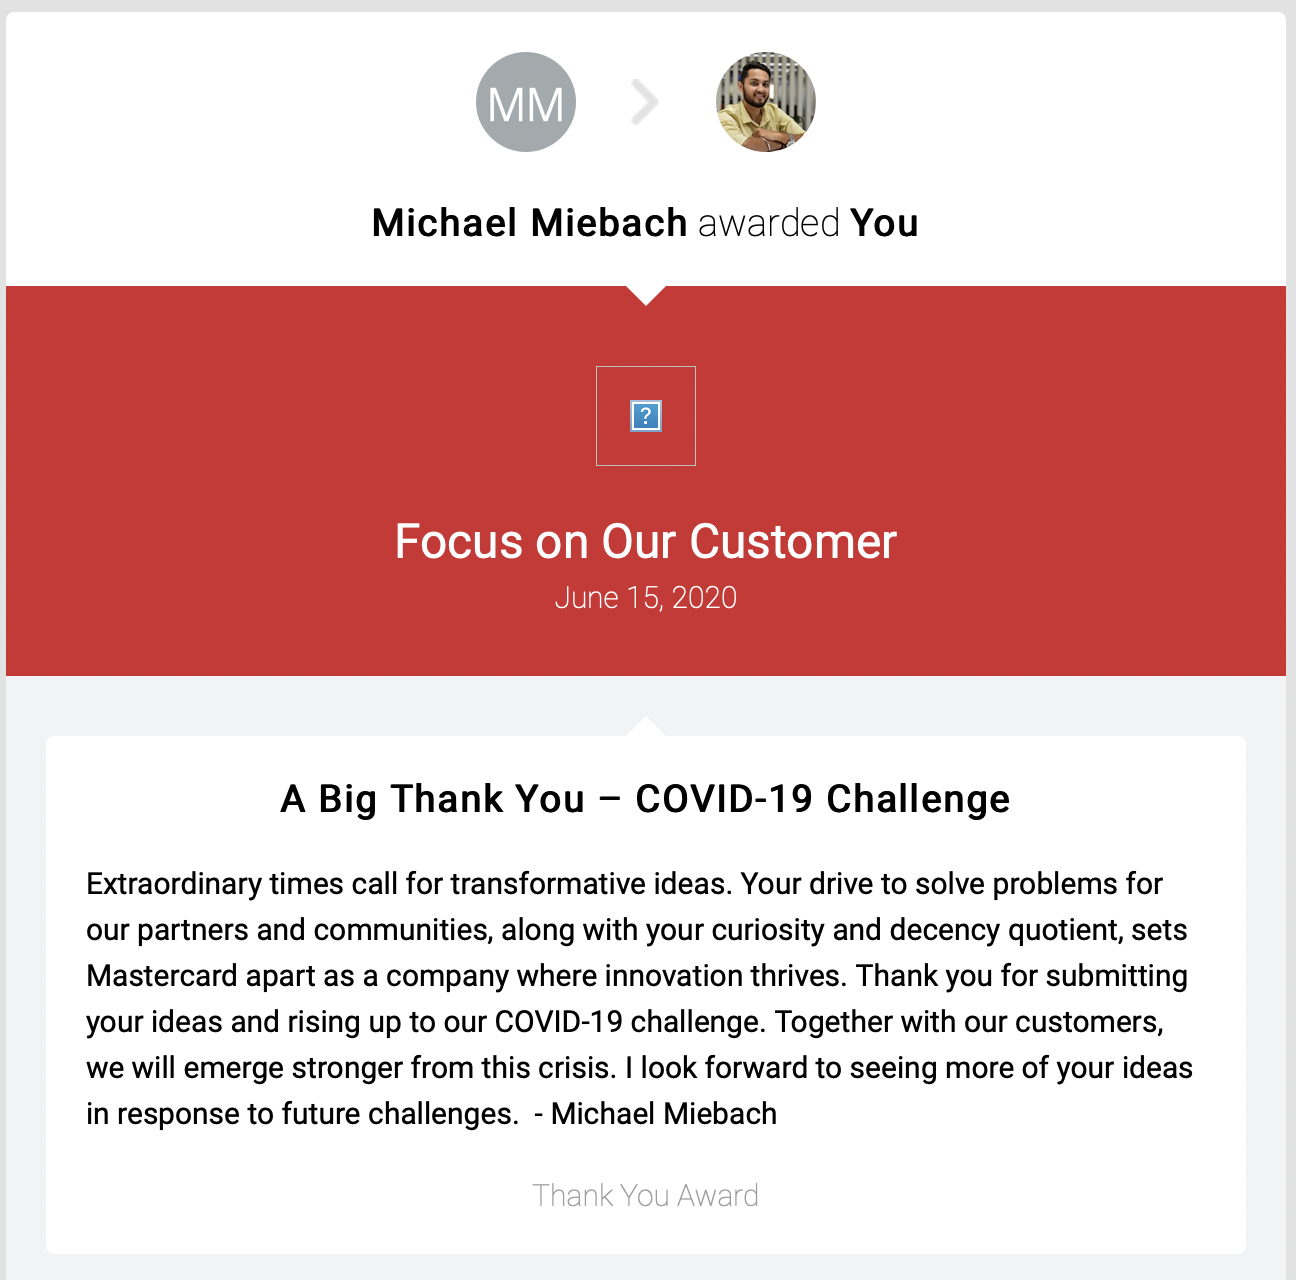 MM
Michael Miebach awarded You
?
Focus on Our Customer
June 15, 2020
A Big Thank You – COVID-19 Challenge
Extraordinary times call for transformative ideas. Your drive to solve problems for
our partners and communities, along with your curiosity and decency quotient, sets
Mastercard apart as a company where innovation thrives. Thank you for submitting
your ideas and rising up to our COVID-19 challenge. Together with our customers,
we will emerge stronger from this crisis. I look forward to seeing more of your ideas
in response to future challenges.  - Michael Miebach
Thank You Award